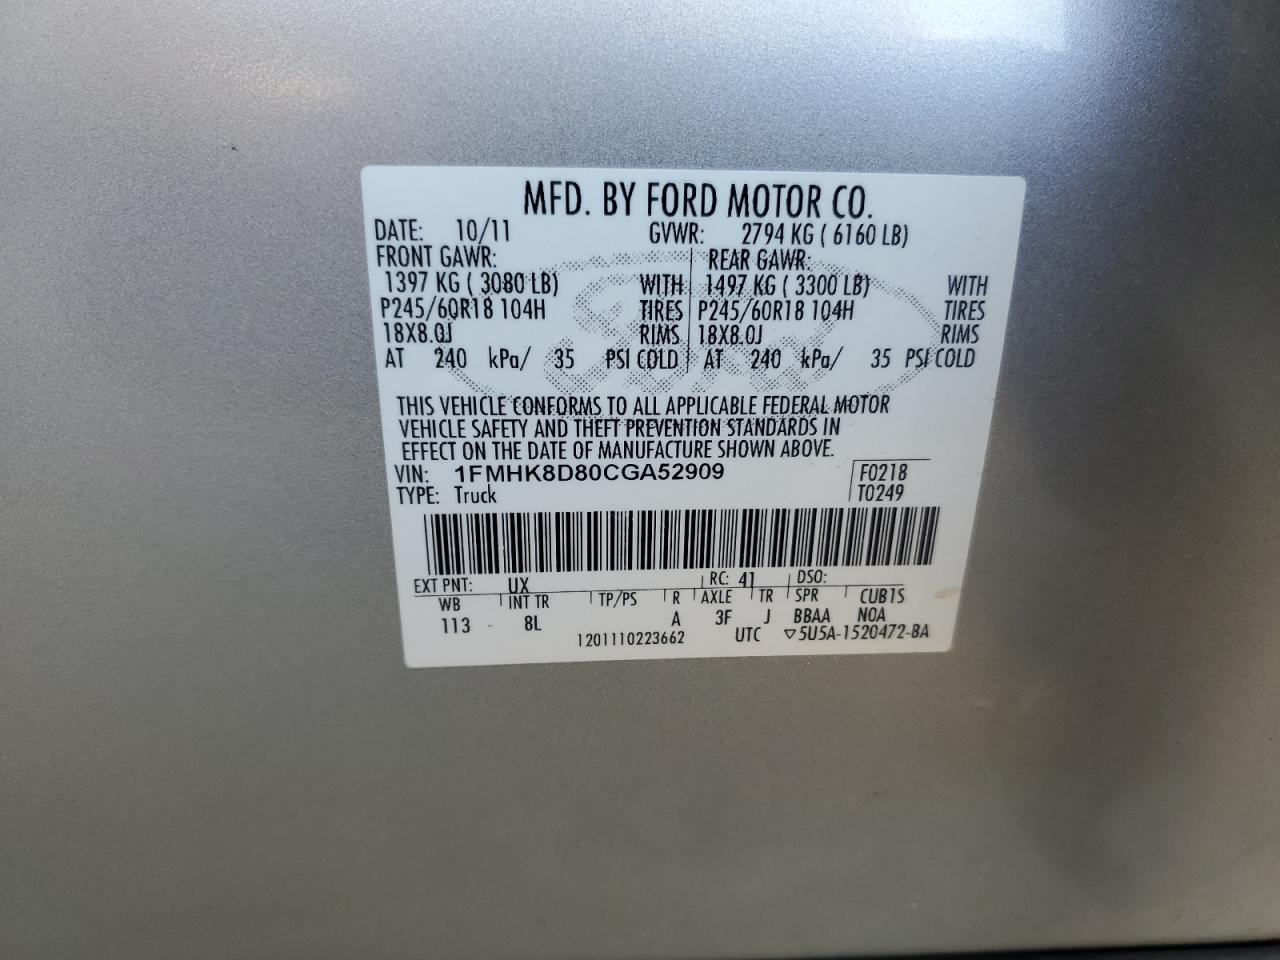 MFD. BY FORD MOTOR CO.
DATE: 10/11 GVWR: 2794 KG ( 6160 LB)
FRONT GAWR: REAR GAWR:
1397 KG ( 3080 LB) WITH 1497 KG ( 3300 LB) WITH
P245/60R18 104H TIRES P245/60R18 104H TIRES
18X8.0J RIMS 18X8.0J RIMS
AT 240 kPa/ 35 PSI COLD AT 240 kPa/ 35 PSI COLD
THIS VEHICLE CONFORMS TO ALL APPLICABLE FEDERAL MOTOR
VEHICLE SAFETY AND THEFT PREVENTION STANDARDS IN
EFFECT ON THE DATE OF MANUFACTURE SHOWN ABOVE.
VIN: 1FMHK8D80CGA52909 F0218
TYPE: Truck T0249
EXT PNT: UX RC: 41 DSO:
WB INT TR TP/PS R AXLE TR SPR CUB1S
113 8L A 3F J BBAA NOA
1201110223662 UTC ▽5U5A-1520472-BA
Ford